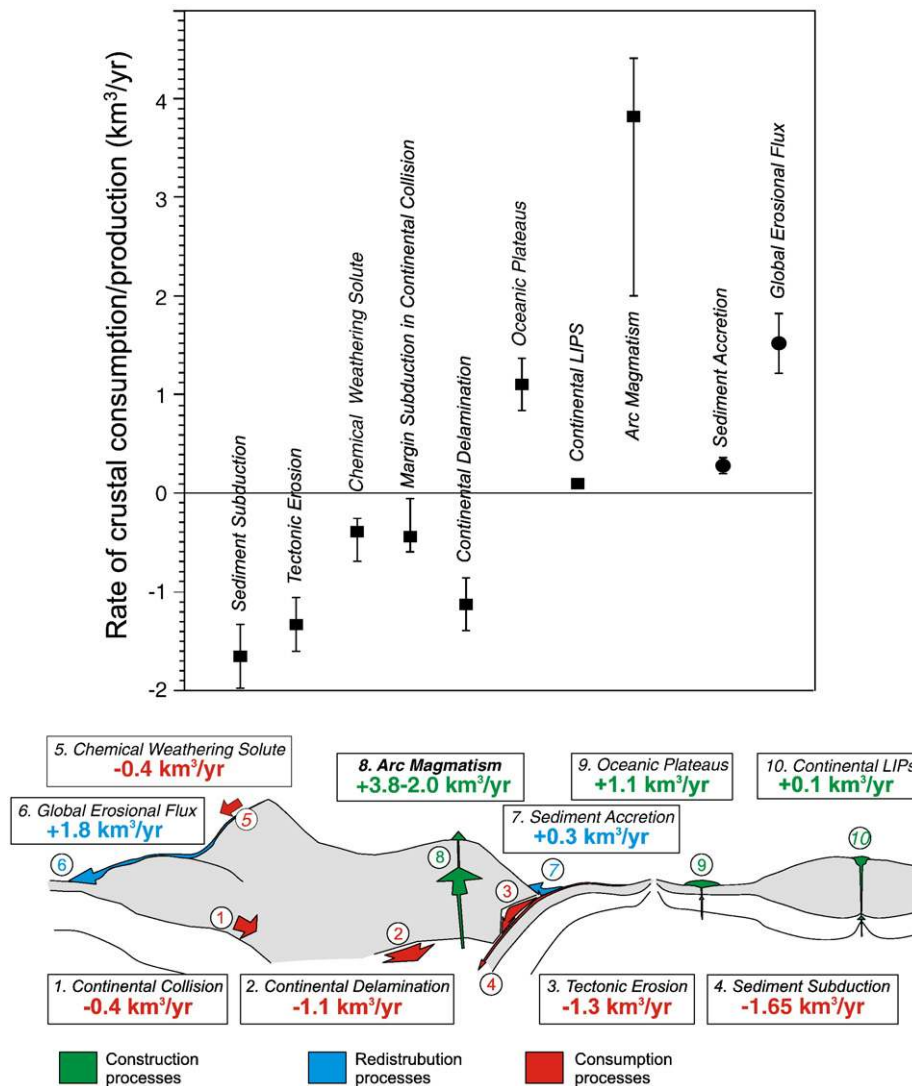 Rate of crustal consumption/production (km³/yr)
4
3
2
1
0
-1
-2
Sediment Subduction
Tectonic Erosion
Chemical Weathering Solute
Margin Subduction in Continental Collision
Continental Delamination
Oceanic Plateaus
Continental LIPS
Arc Magmatism
Sediment Accretion
Global Erosional Flux
5. Chemical Weathering Solute
-0.4 km³/yr
8. Arc Magmatism
+3.8-2.0 km³/yr
9. Oceanic Plateaus
+1.1 km³/yr
10. Continental LIPs
+0.1 km³/yr
6. Global Erosional Flux
+1.8 km³/yr
7. Sediment Accretion
+0.3 km³/yr
5
6
8
7
9
10
3
1
2
4
1. Continental Collision
-0.4 km³/yr
2. Continental Delamination
-1.1 km³/yr
3. Tectonic Erosion
-1.3 km³/yr
4. Sediment Subduction
-1.65 km³/yr
Construction
processes
Redistrubution
processes
Consumption
processes